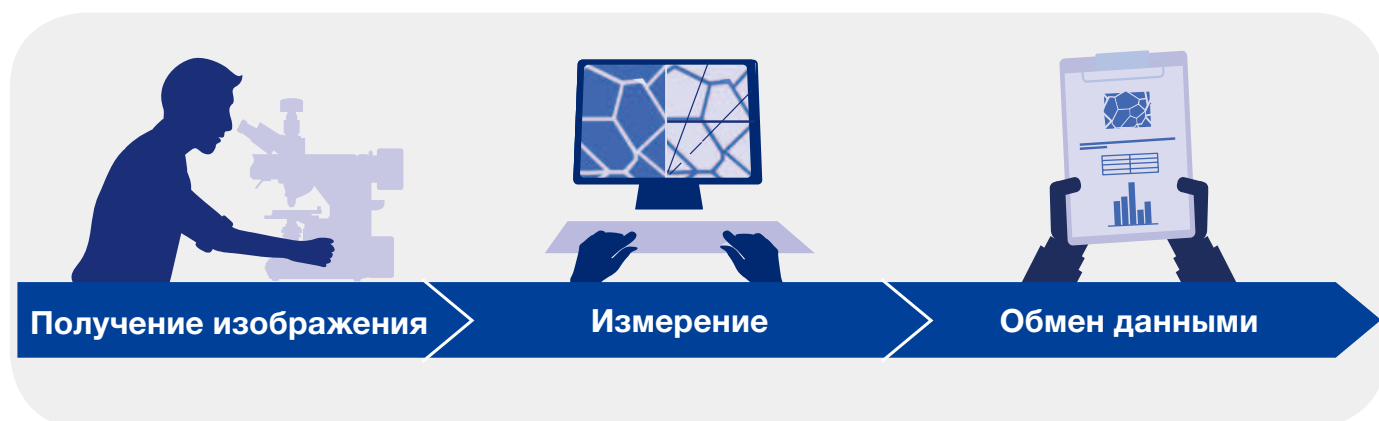 Получение изображения
Измерение
Обмен данными